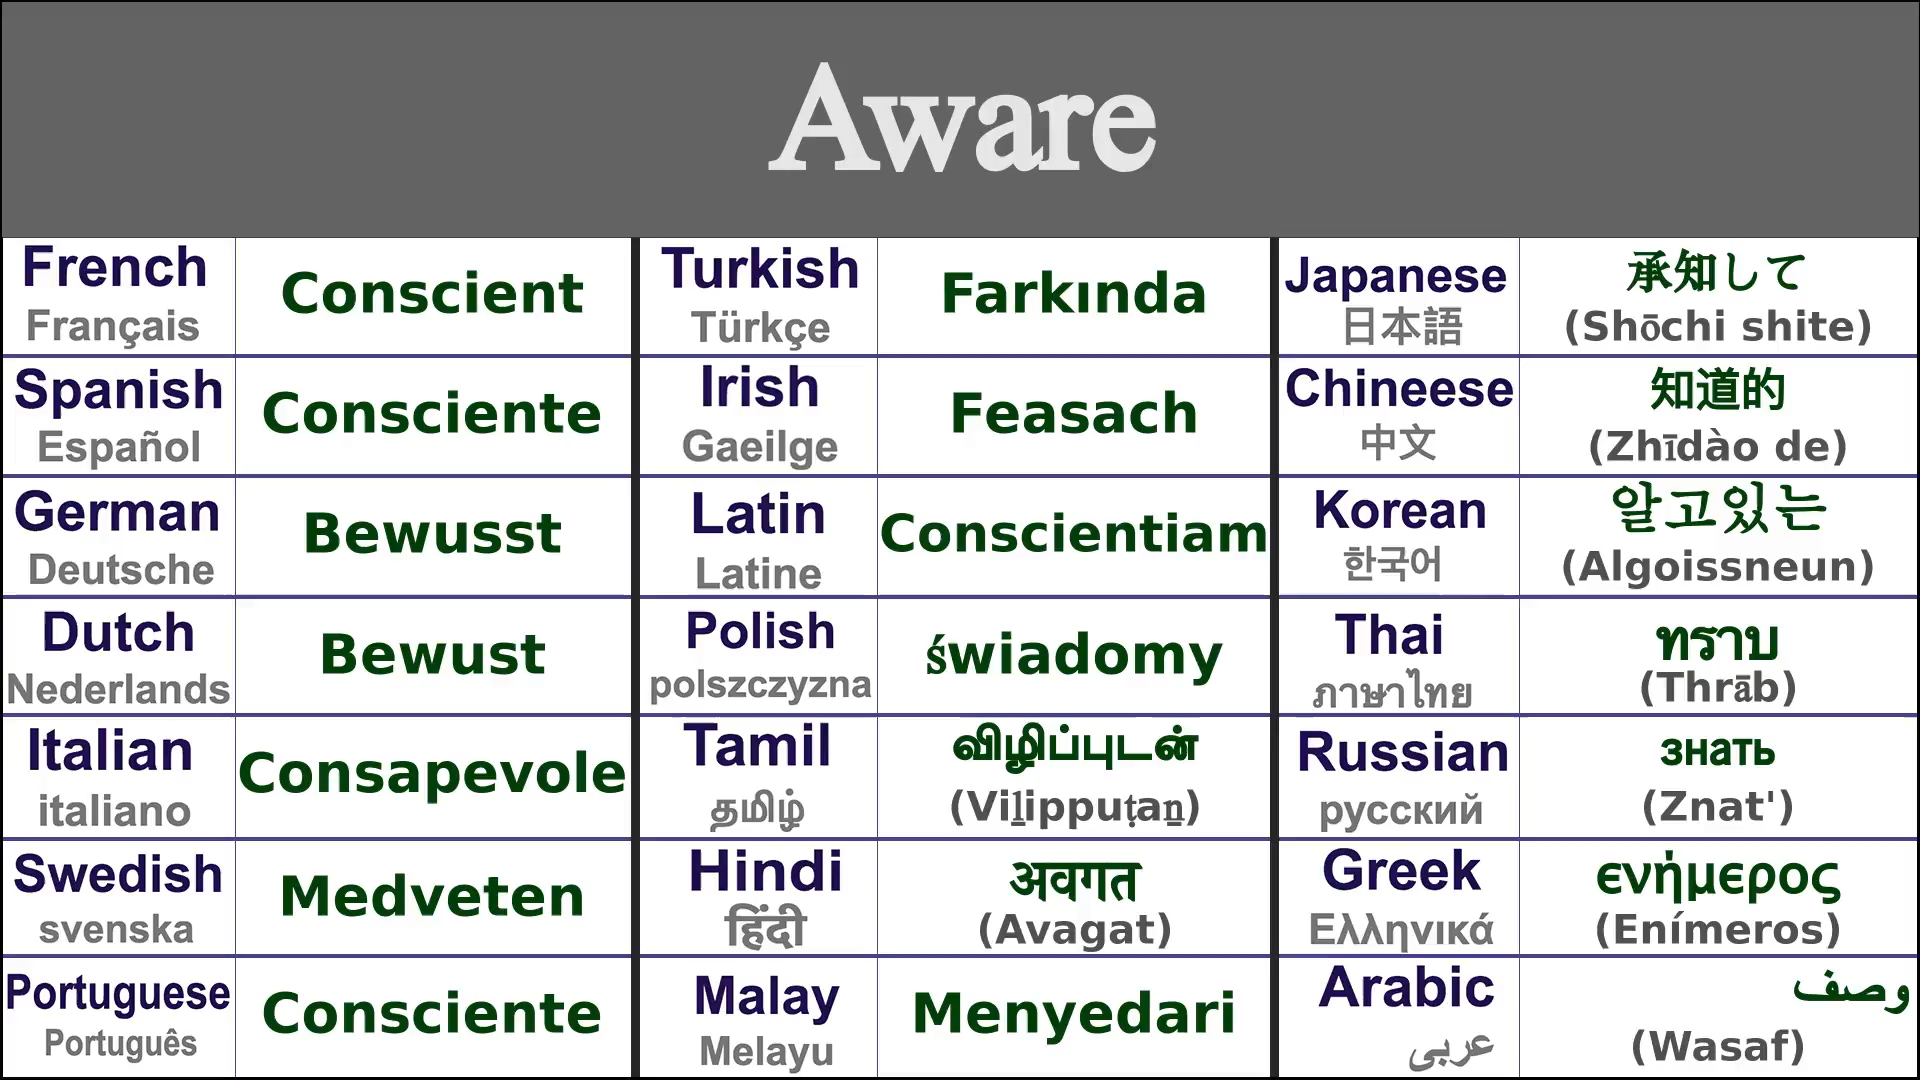 Aware
French
Français
Conscient
Turkish
Türkçe
Farkında
Japanese
日本語
承知して
(Shōchi shite)
Spanish
Español
Consciente
Irish
Gaeilge
Feasach
Chineese
中文
知道的
(Zhīdào de)
German
Deutsche
Bewusst
Latin
Latine
Conscientiam
Korean
한국어
알고있는
(Algoissneun)
Dutch
Nederlands
Bewust
Polish
polszczyzna
świadomy
Thai
ภาษาไทย
ทราบ
(Thrāb)
Italian
italiano
Consapevole
Tamil
தமிழ்
விழிப்புடன்
(Viḻippuṭaṉ)
Russian
русский
знать
(Znat')
Swedish
svenska
Medveten
Hindi
हिंदी
अवगत
(Avagat)
Greek
Ελληνικά
ενήμερος
(Enímeros)
Portuguese
Português
Consciente
Malay
Melayu
Menyedari
Arabic
عربى
وصف
(Wasaf)